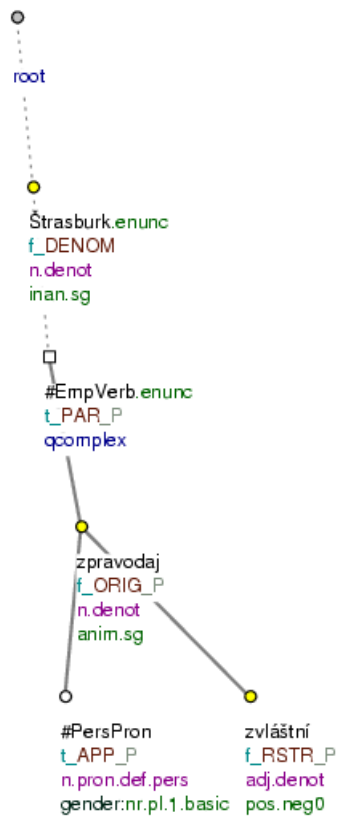 root
Štrasburk.enunc
f_DENOM
n.denot
inan.sg
#EmpVerb.enunc
t_PAR_P
qcomplex
zpravodaj
f_ORIG_P
n.denot
anim.sg
#PersPron
t_APP_P
n.pron.def.pers
gender:nr.pl.1.basic
zvláštní
f_RSTR_P
adj.denot
pos.neg0